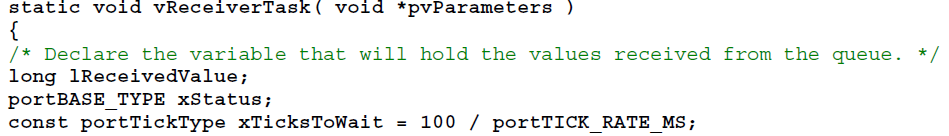 static void vReceiverTask( void *pvParameters )
{
/* Declare the variable that will hold the values received from the queue. */
long lReceivedValue;
portBASE_TYPE xStatus;
const portTickType xTicksToWait = 100 / portTICK_RATE_MS;